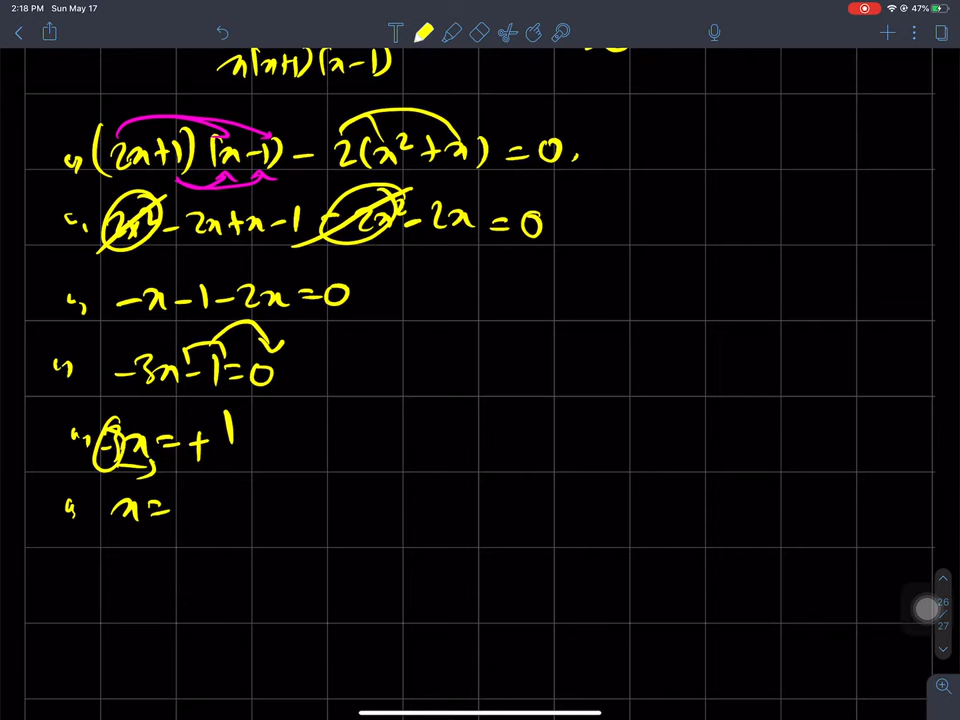 2:18 PM Sun May 17
47%
x(x+1)(x-1)
(2x+1)(x-1) - 2(x² + x) = 0,
2x² - 2x + x - 1 - 2x² - 2x = 0
-x - 1 - 2x = 0
-3x - 1 = 0
-3x = + 1
x =
26
27